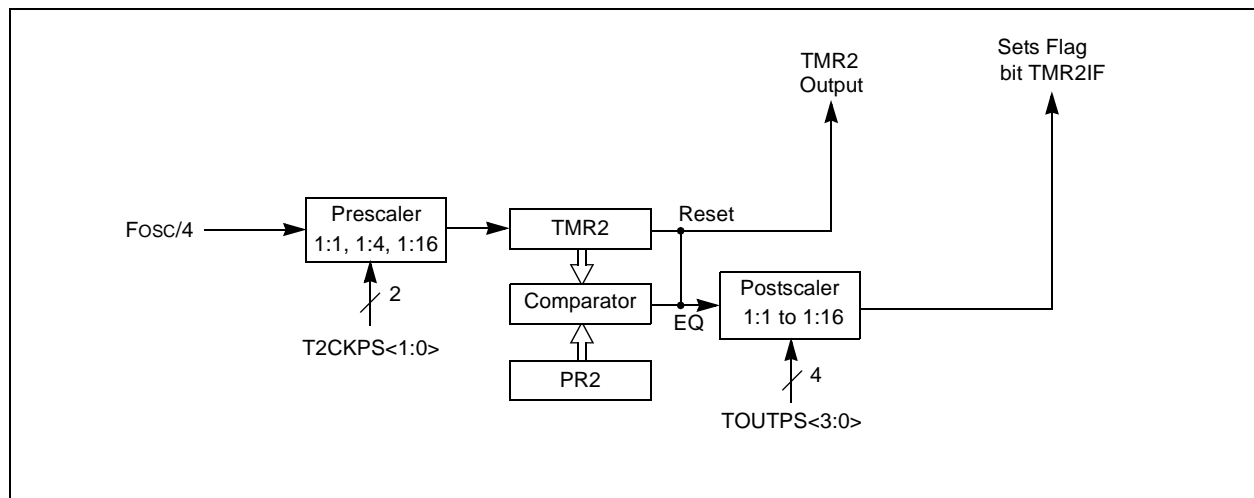 TMR2
Output
Sets Flag
bit TMR2IF
FOSC/4
Prescaler
1:1, 1:4, 1:16
TMR2
Reset
2
Comparator
EQ
Postscaler
1:1 to 1:16
T2CKPS<1:0>
PR2
4
TOUTPS<3:0>